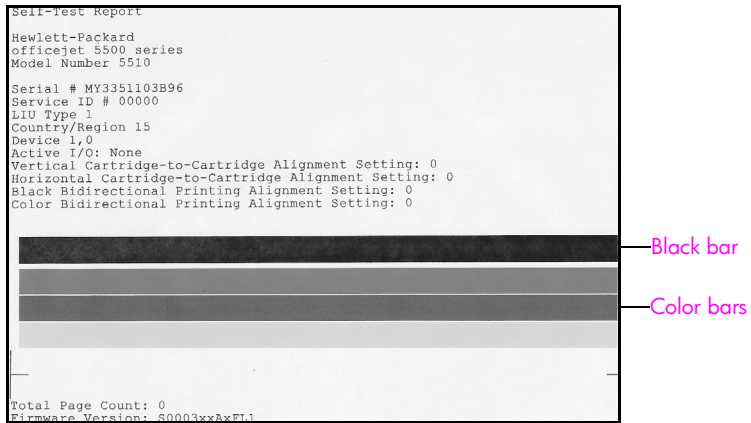 Self-Test Report
Hewlett-Packard
officejet 5500 series
Model Number 5510
Serial # MY3351103B96
Service ID # 00000
LIU Type 1
Country/Region 15
Device 1,0
Active I/O: None
Vertical Cartridge-to-Cartridge Alignment Setting: 0
Horizontal Cartridge-to-Cartridge Alignment Setting: 0
Black Bidirectional Printing Alignment Setting: 0
Color Bidirectional Printing Alignment Setting: 0
Black bar
Color bars
Total Page Count: 0
Firmware Version: S0003xxAxFL1